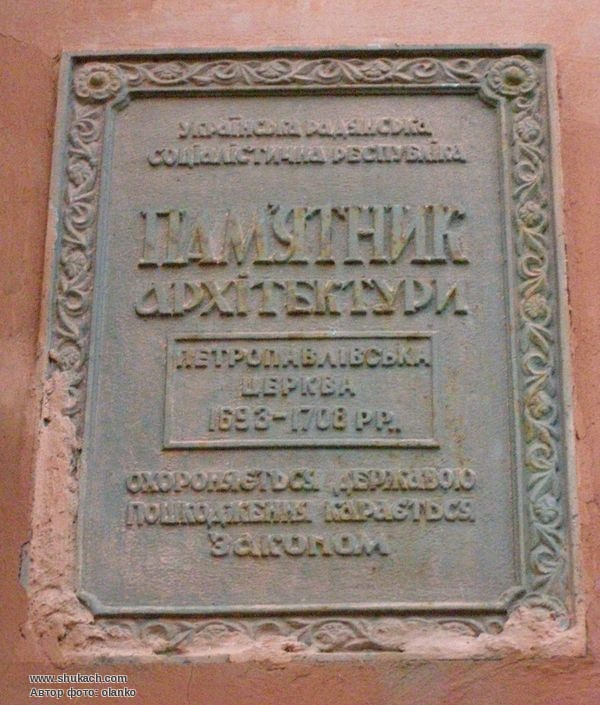 УКРАЇНСЬКА РАДЯНСЬКА
СОЦІАЛІСТИЧНА РЕСПУБЛІКА
ПАМ'ЯТНИК
АРХІТЕКТУРИ
ПЕТРОПАВЛІВСЬКА
ЦЕРКВА
1693-1708 РР.
ОХОРОНЯЄТЬСЯ ДЕРЖАВОЮ
ПОШКОДЖЕННЯ КАРАЄТЬСЯ
ЗАКОНОМ
www.shukach.com
Автор фото: olanko